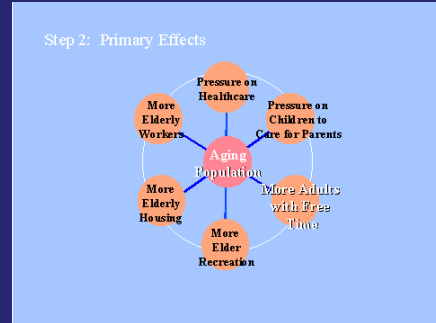 Step 2: Primary Effects
Pressure on
Healthcare
More
Elderly
Workers
Pressure on
Children to
Care for Parents
Aging
Population
More
Elderly
Housing
More Adults
with Free
Time
More
Elder
Recreation